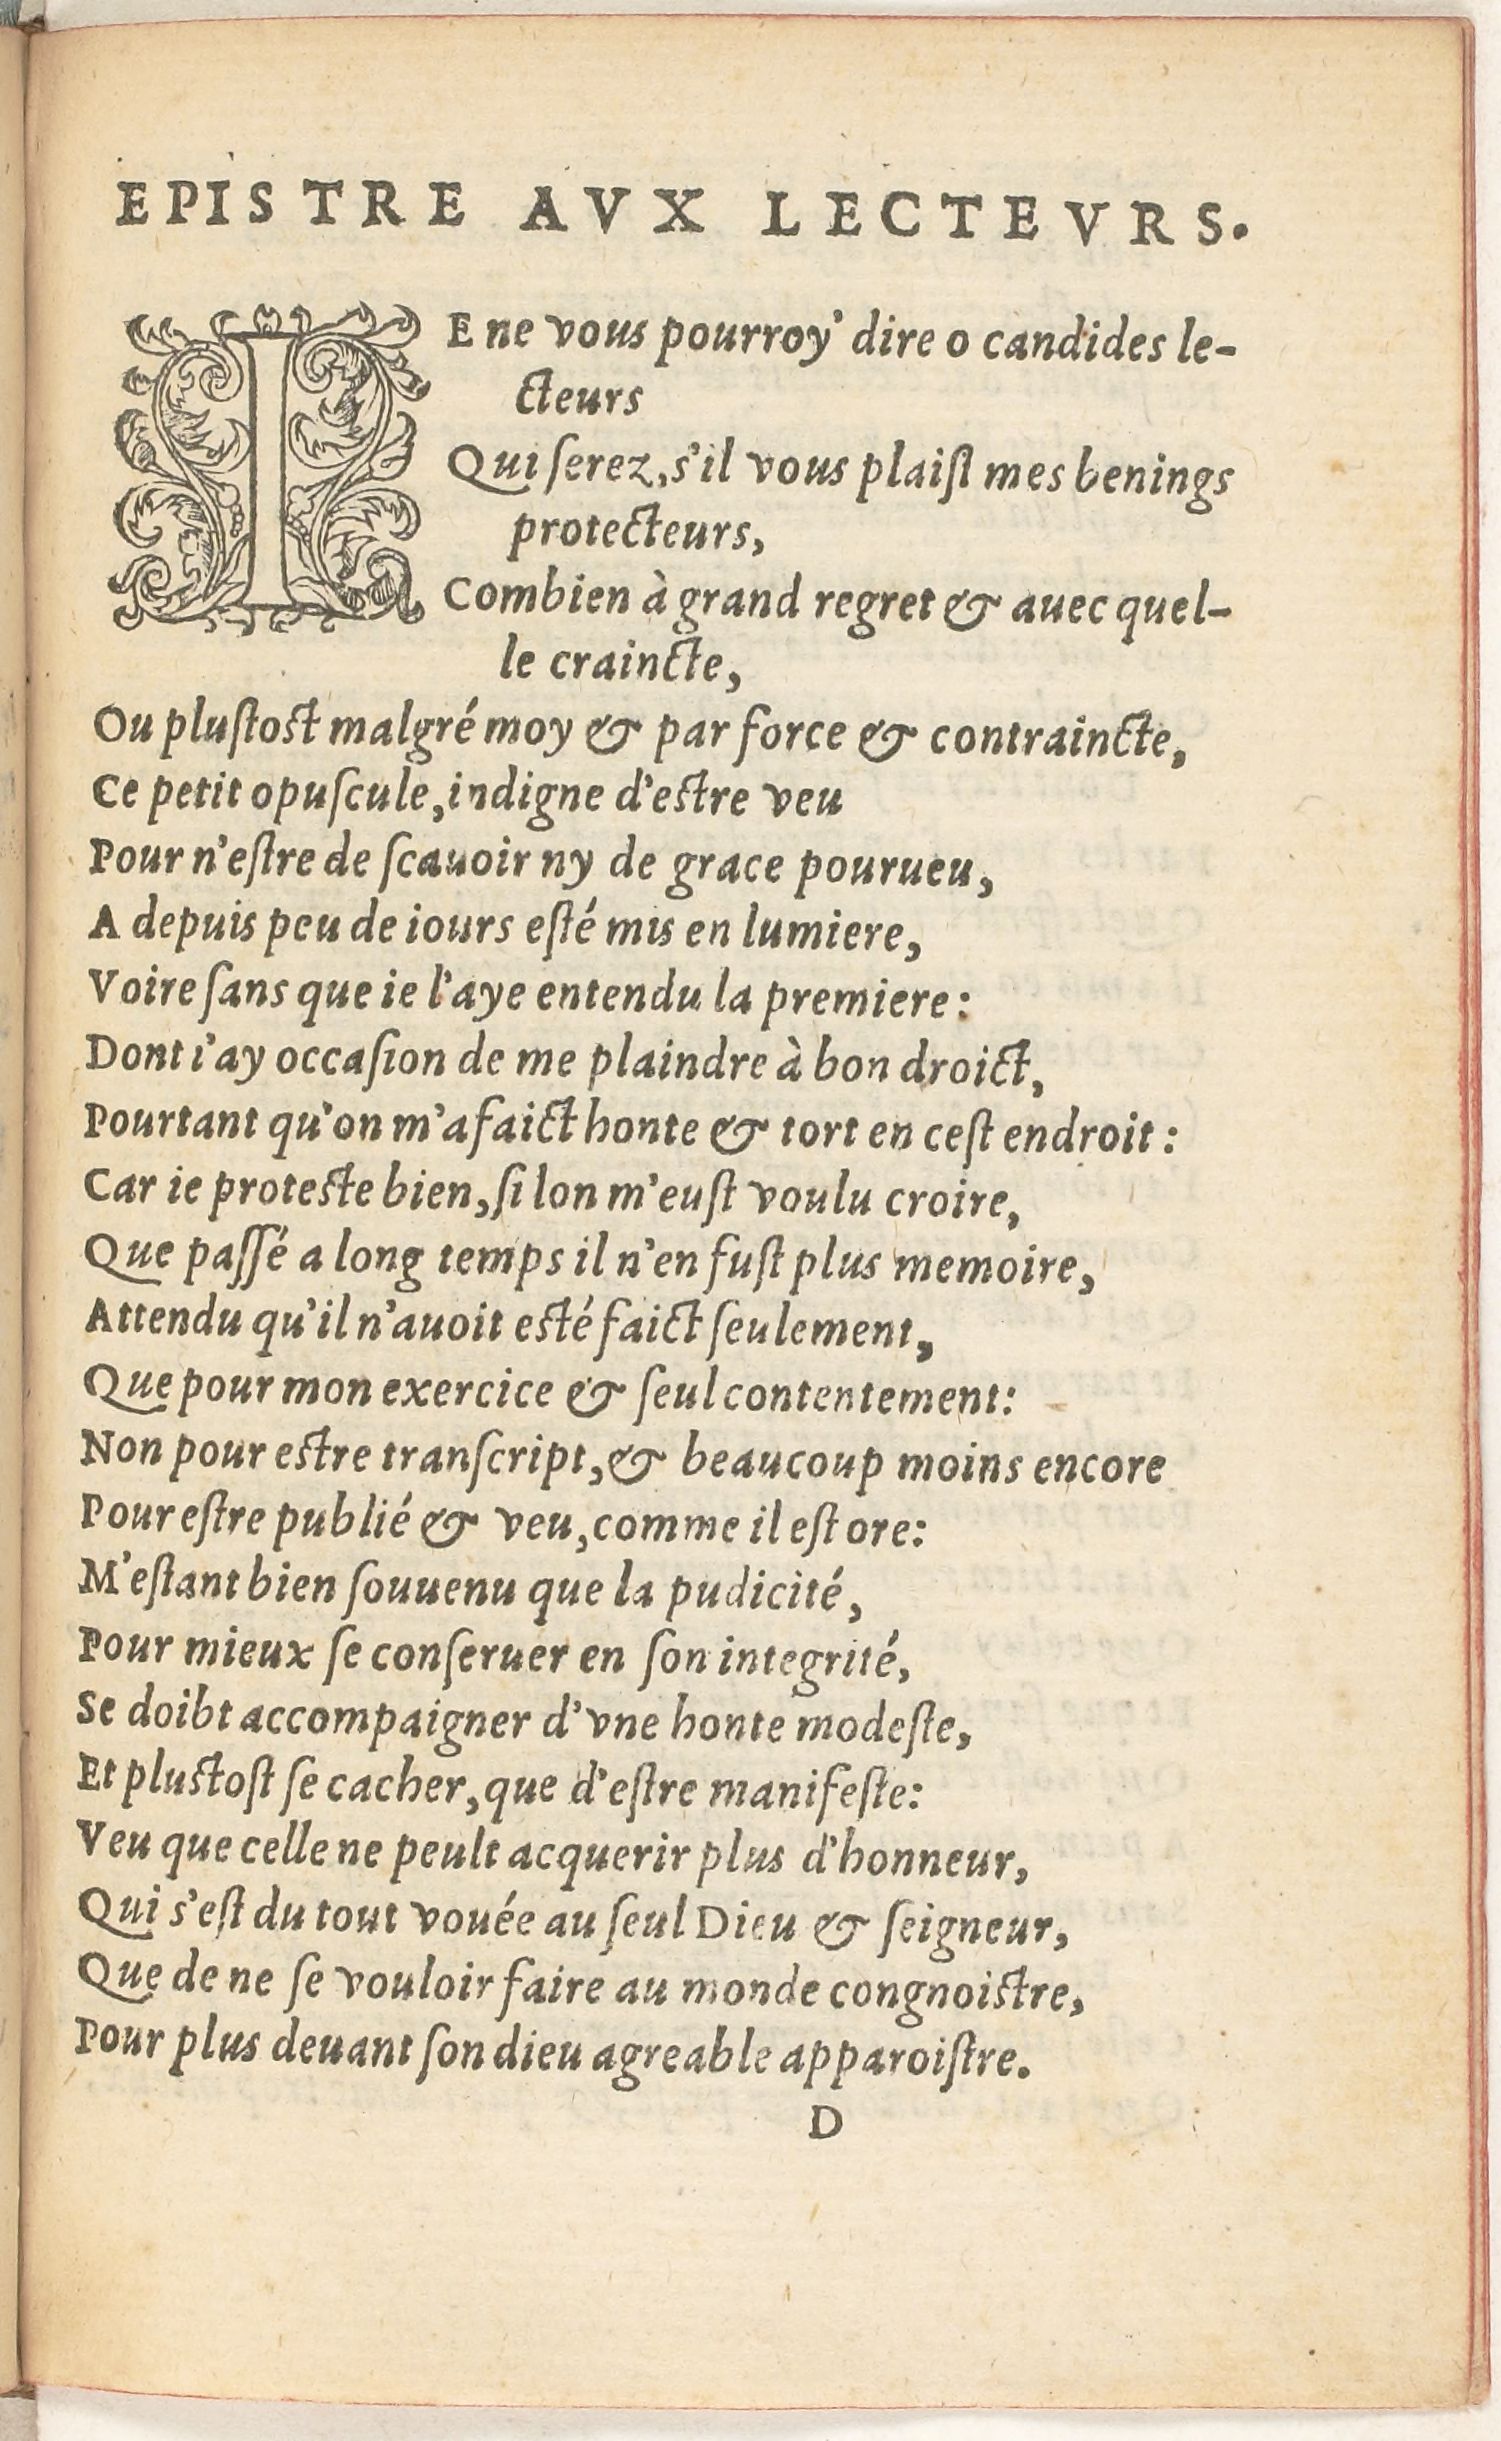 EPISTRE AVX LECTEVRS.
IE ne vous pourroy' dire o candides le-
cteurs
Qui ſerez, s'il vous plaiſt mes benings
protecteurs,
Combien à grand regret & auec quel-
le craincte,
Ou pluſtost malgré moy & par force & contraincte,
Ce petit opuſcule, indigne d'estre veu
Pour n'eſtre de ſcauoir ny de grace pourueu,
A depuis peu de iours eſté mis en lumiere,
Voire ſans que ie l'aye entendu la premiere:
Dont i'ay occaſion de me plaindre à bon droict,
Pourtant qu'on m'a faict honte & tort en ceſt endroit:
Car ie proteste bien, ſi lon m'euſt voulu croire,
Que paſſé a long temps il n'en fuſt plus memoire,
Attendu qu'il n'auoit esté faict ſeulement,
Que pour mon exercice & ſeul contentement:
Non pour estre tranſcript, & beaucoup moins encore
Pour eſtre publié & veu, comme il eſt ore:
M'eſtant bien ſouuenu que la pudicité,
Pour mieux ſe conſeruer en ſon integrité,
Se doibt accompaigner d'vne honte modeſte,
Et plustoſt ſe cacher, que d'eſtre manifeſte:
Veu que celle ne peult acquerir plus d'honneur,
Qui s'eſt du tout vouée au ſeul Dieu & ſeigneur,
Que de ne ſe vouloir faire au monde congnoistre,
Pour plus deuant ſon dieu agreable apparoiſtre.
D